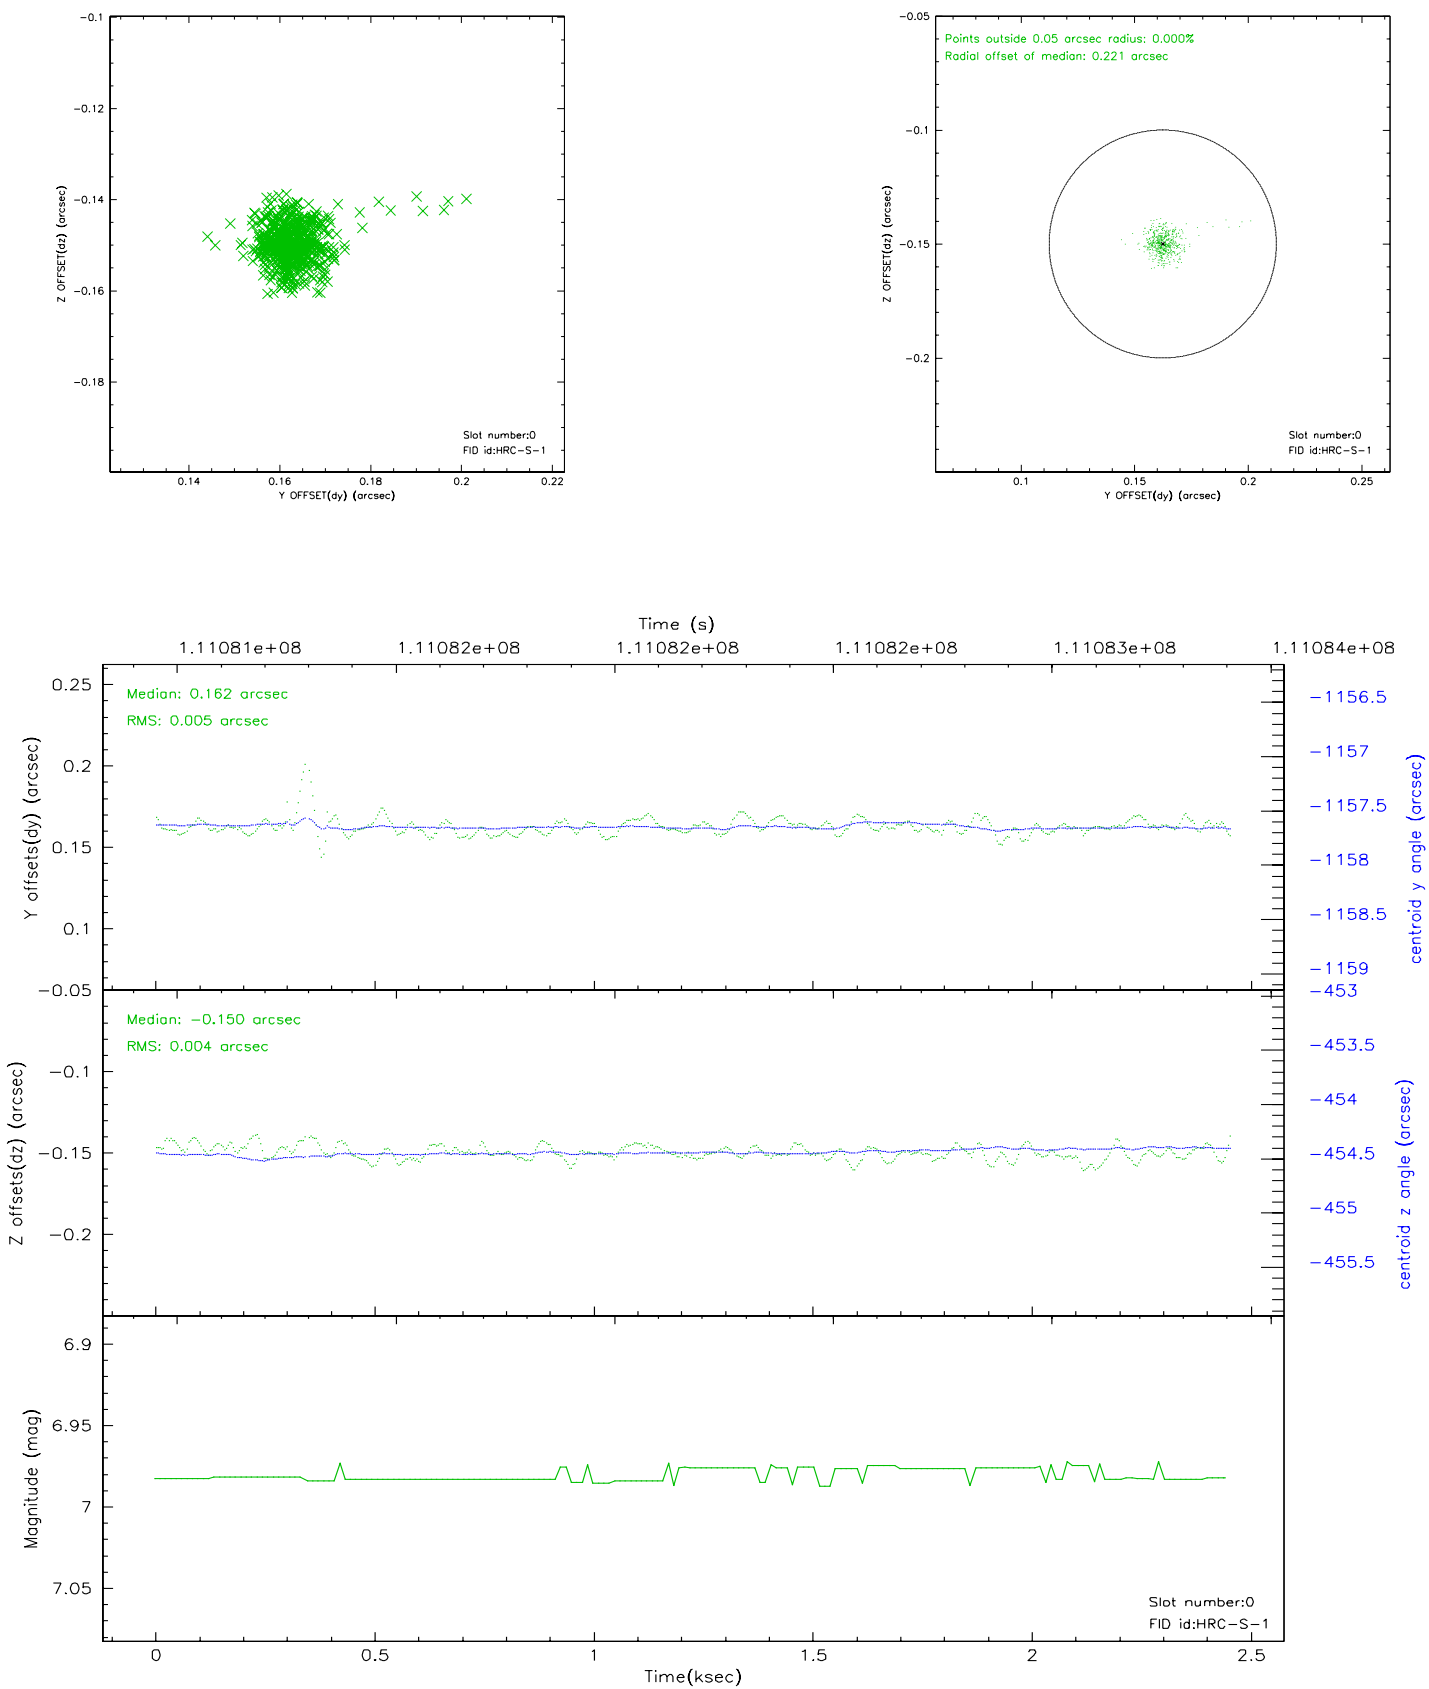 -0.1
-0.12
-0.14
-0.16
-0.18
Z OFFSET(dz) (arcsec)
0.14
0.16
0.18
0.2
0.22
Y OFFSET(dy) (arcsec)
Slot number:0
FID id:HRC-S-1
Points outside 0.05 arcsec radius: 0.000%
Radial offset of median: 0.221 arcsec
-0.05
-0.1
-0.15
-0.2
Z OFFSET(dz) (arcsec)
0.1
0.15
0.2
0.25
Y OFFSET(dy) (arcsec)
Slot number:0
FID id:HRC-S-1
Time (s)
1.11081e+08
1.11082e+08
1.11082e+08
1.11082e+08
1.11083e+08
1.11084e+08
Median: 0.162 arcsec
RMS: 0.005 arcsec
0.25
0.2
0.15
0.1
Y offsets(dy) (arcsec)
-1156.5
-1157
-1157.5
-1158
-1158.5
-1159
centroid y angle (arcsec)
Median: -0.150 arcsec
RMS: 0.004 arcsec
-0.05
-0.1
-0.15
-0.2
Z offsets(dz) (arcsec)
-453
-453.5
-454
-454.5
-455
-455.5
centroid z angle (arcsec)
6.9
6.95
7
7.05
Magnitude (mag)
Slot number:0
FID id:HRC-S-1
0
0.5
1
1.5
2
2.5
Time(ksec)